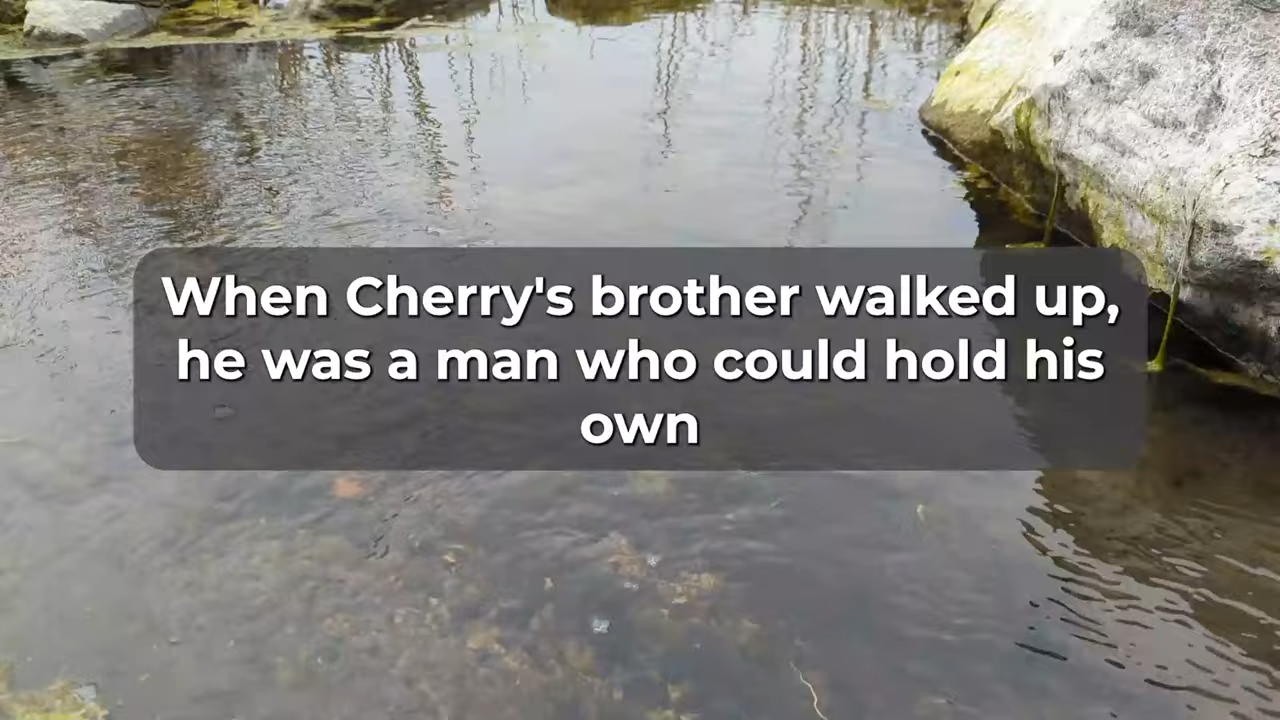 When Cherry's brother walked up,
he was a man who could hold his
own